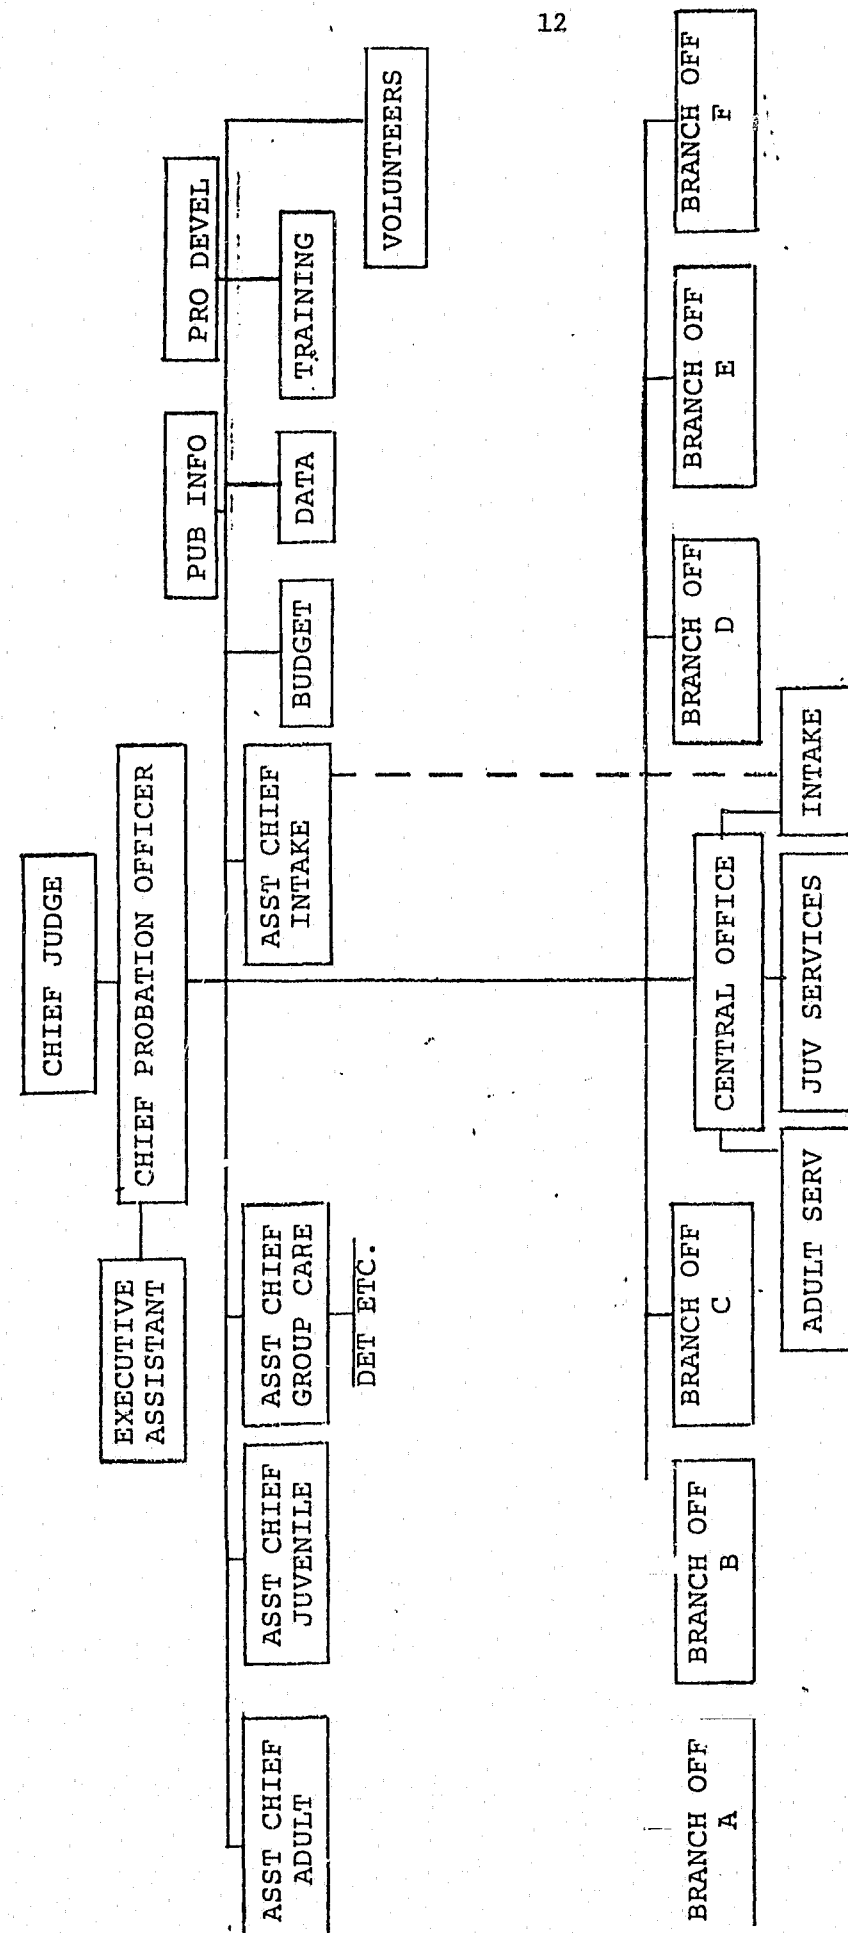 12
CHIEF JUDGE
CHIEF PROBATION OFFICER
EXECUTIVE
ASSISTANT
PUB INFO
PRO DEVEL
ASST CHIEF
ADULT
ASST CHIEF
JUVENILE
ASST CHIEF
GROUP CARE
DET ETC.
ASST CHIEF
INTAKE
BUDGET
DATA
TRAINING
VOLUNTEERS
BRANCH OFF
A
BRANCH OFF
B
BRANCH OFF
C
CENTRAL OFFICE
BRANCH OFF
D
BRANCH OFF
E
BRANCH OFF
F
ADULT SERV
JUV SERVICES
INTAKE